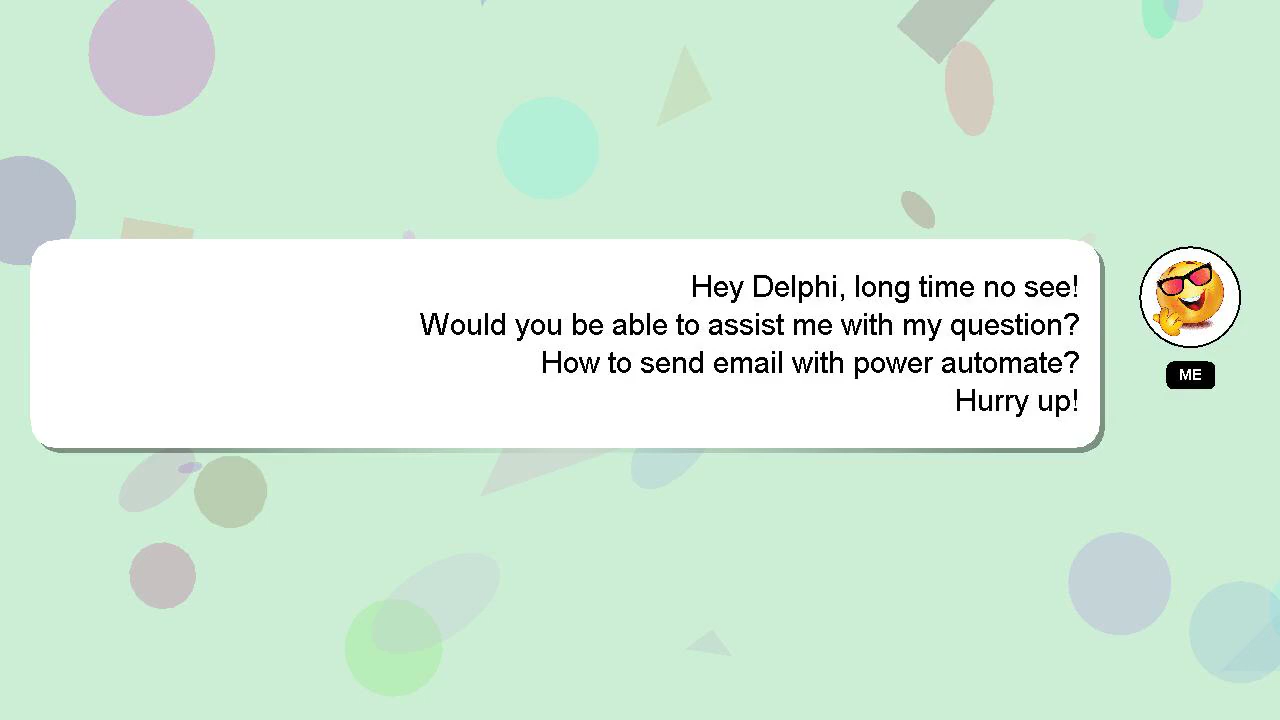 Hey Delphi, long time no see!
Would you be able to assist me with my question?
How to send email with power automate?
Hurry up!
ME